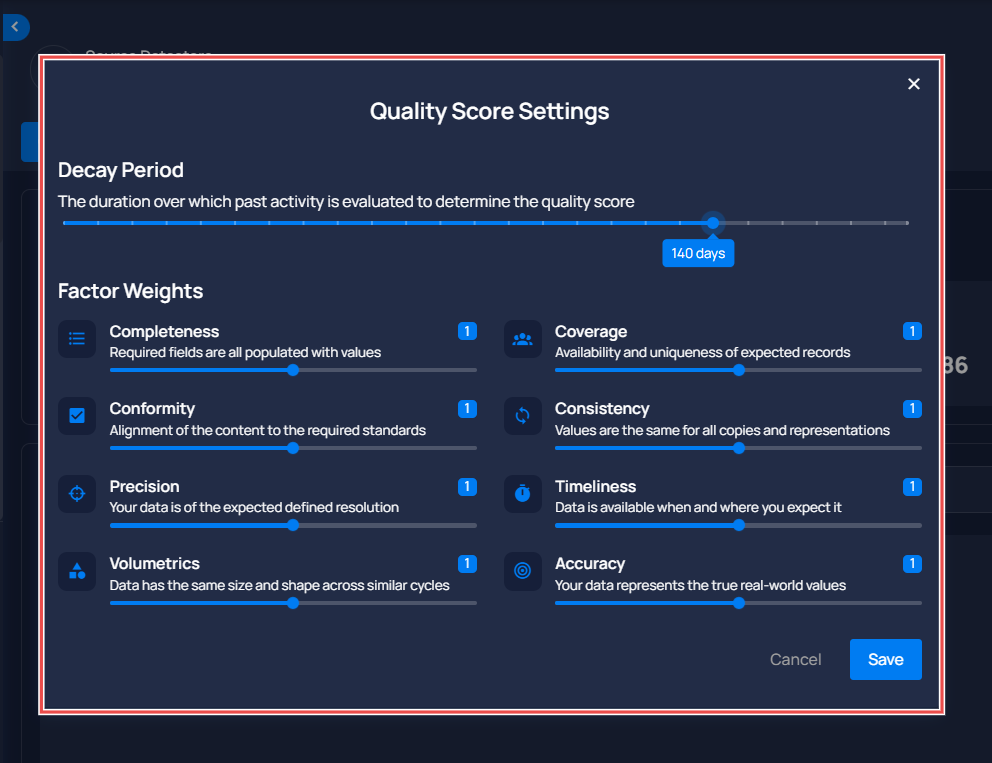 Quality Score Settings
Decay Period
The duration over which past activity is evaluated to determine the quality score
140 days
Factor Weights
Completeness 1
Required fields are all populated with values
Coverage 1
Availability and uniqueness of expected records
Conformity 1
Alignment of the content to the required standards
Consistency 1
Values are the same for all copies and representations
Precision 1
Your data is of the expected defined resolution
Timeliness 1
Data is available when and where you expect it
Volumetrics 1
Data has the same size and shape across similar cycles
Accuracy 1
Your data represents the true real-world values
Cancel
Save